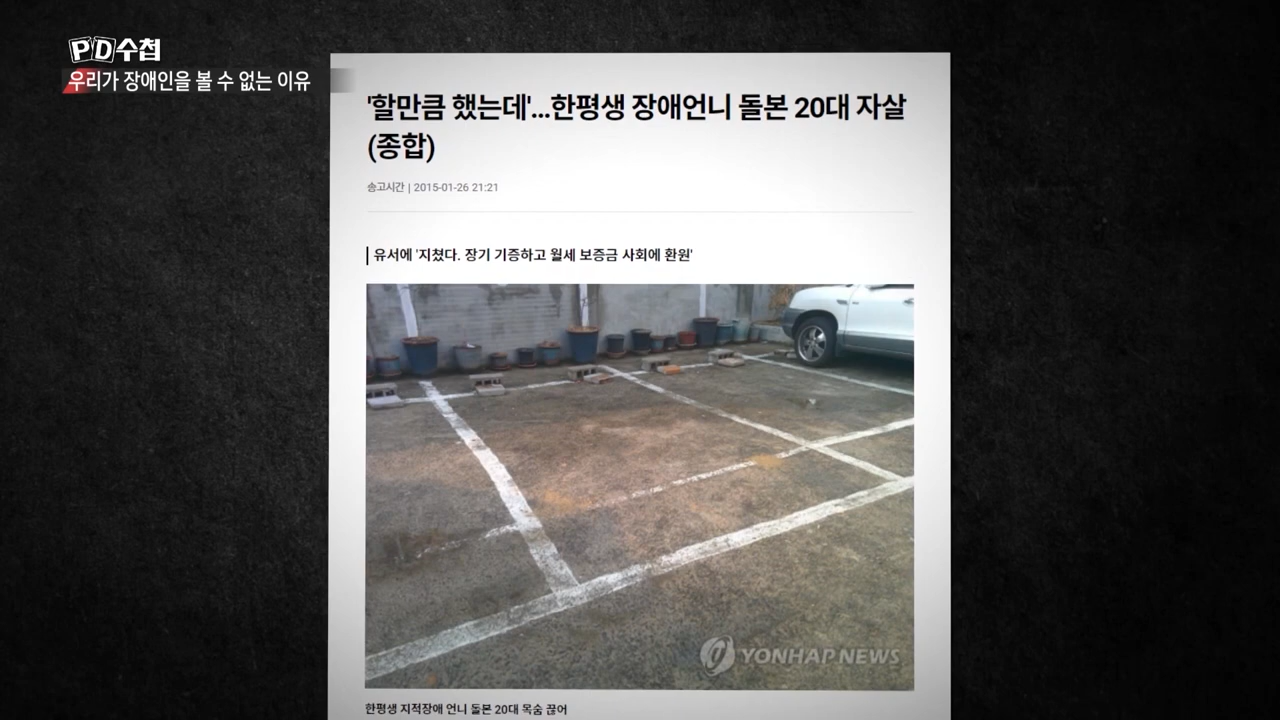 PD수첩
우리가 장애인을 볼 수 없는 이유
'할만큼 했는데'...한평생 장애언니 돌본 20대 자살
(종합)
송고시간 | 2015-01-26 21:21
유서에 '지쳤다. 장기 기증하고 월세 보증금 사회에 환원'
YONHAP NEWS
한평생 지적장애 언니 돌본 20대 목숨 끊어